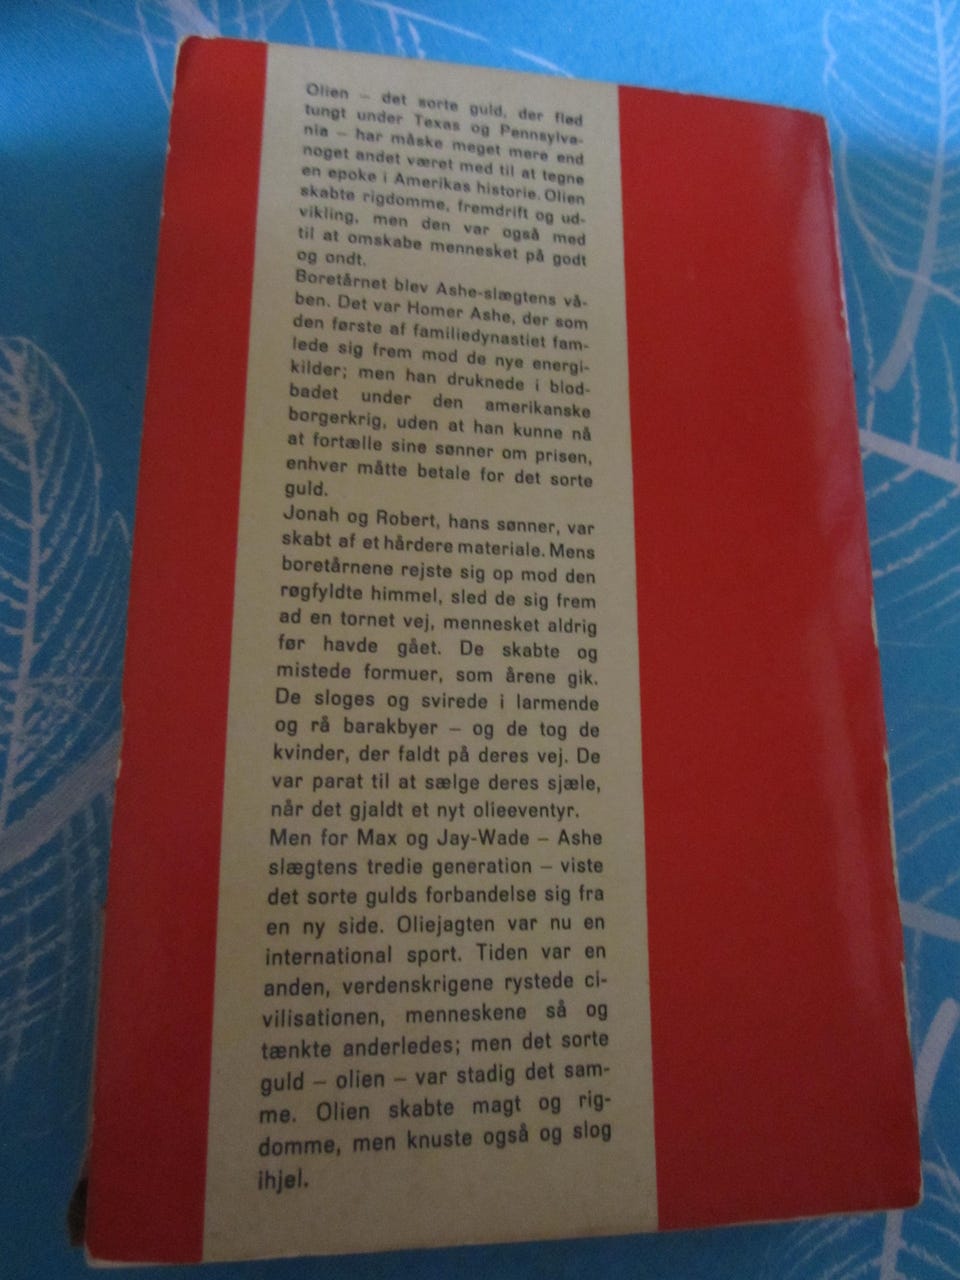 Olien – det sorte guld, der flød
tungt under Texas og Pennsylva-
nia – har måske meget mere end
noget andet været med til at tegne
en epoke i Amerikas historie. Olien
skabte rigdomme, fremdrift og ud-
vikling, men den var også med
til at omskabe mennesket på godt
og ondt.
Boretårnet blev Ashe-slægtens vå-
ben. Det var Homer Ashe, der som
den første af familiedynastiet fam-
lede sig frem mod de nye energi-
kilder; men han druknede i blod-
badet under den amerikanske
borgerkrig, uden at han kunne nå
at fortælle sine sønner om prisen,
enhver måtte betale for det sorte
guld.
Jonah og Robert, hans sønner, var
skabt af et hårdere materiale. Mens
boretårnene rejste sig op mod den
røgfyldte himmel, sled de sig frem
ad en tornet vej, mennesket aldrig
før havde gået. De skabte og
mistede formuer, som årene gik.
De sloges og svirede i larmende
og rå barakbyer – og de tog de
kvinder, der faldt på deres vej. De
var parat til at sælge deres sjæle,
når det gjaldt et nyt olieeventyr.
Men for Max og Jay-Wade – Ashe
slægtens tredie generation – viste
det sorte gulds forbandelse sig fra
en ny side. Oliejagten var nu en
international sport. Tiden var en
anden, verdenskrigene rystede ci-
vilisationen, menneskene så og
tænkte anderledes; men det sorte
guld – olien – var stadig det sam-
me. Olien skabte magt og rig-
domme, men knuste også og slog
ihjel.